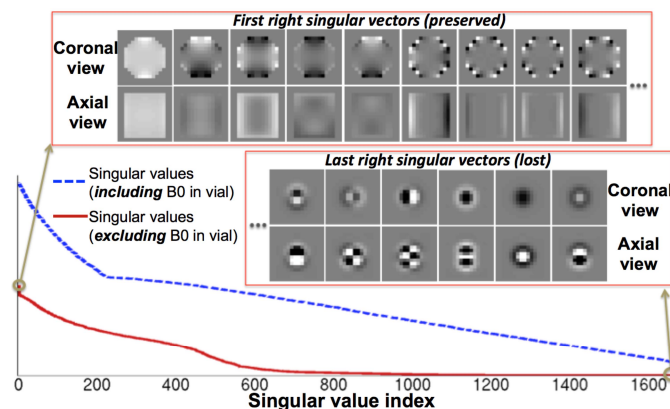 First right singular vectors (preserved)
Coronal
view
Axial
view
...
Singular values
(including B0 in vial)
Singular values
(excluding B0 in vial)
Last right singular vectors (lost)
...
Coronal
view
Axial
view
0 200 400 600 800 1000 1200 1400 1600
Singular value index